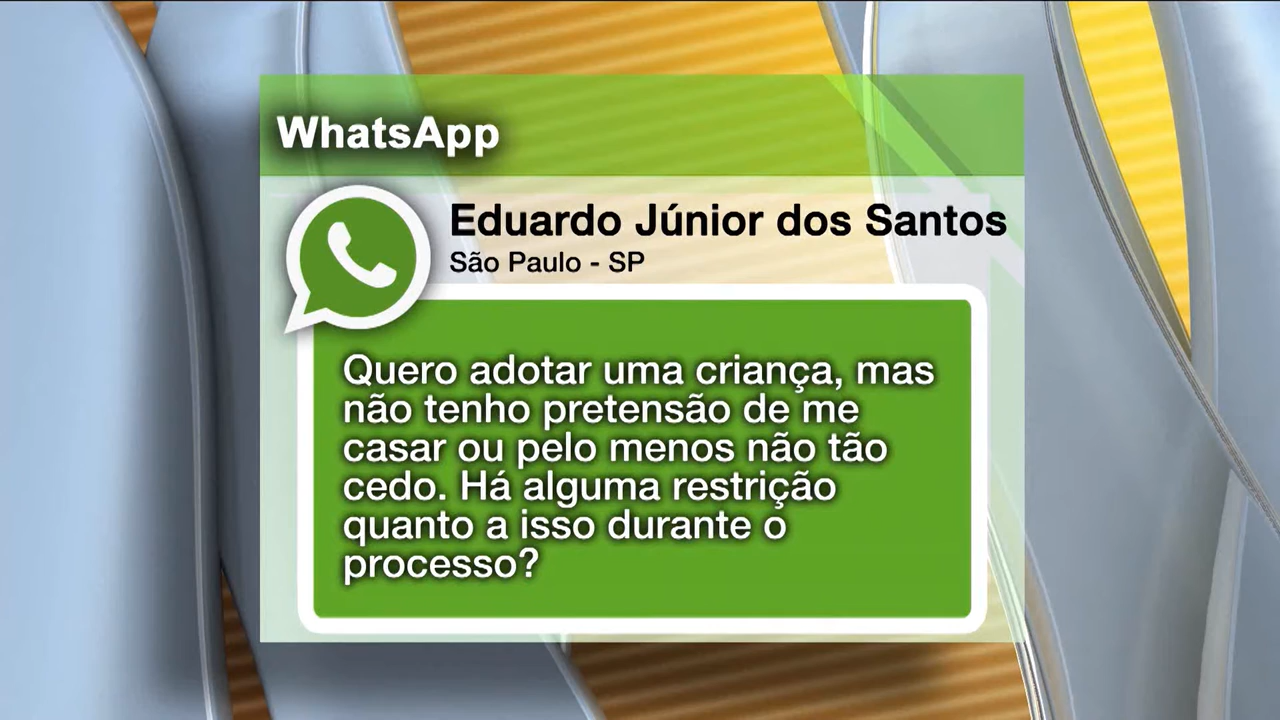 WhatsApp
Eduardo Júnior dos Santos
São Paulo - SP
Quero adotar uma criança, mas
não tenho pretensão de me
casar ou pelo menos não tão
cedo. Há alguma restrição
quanto a isso durante o
processo?